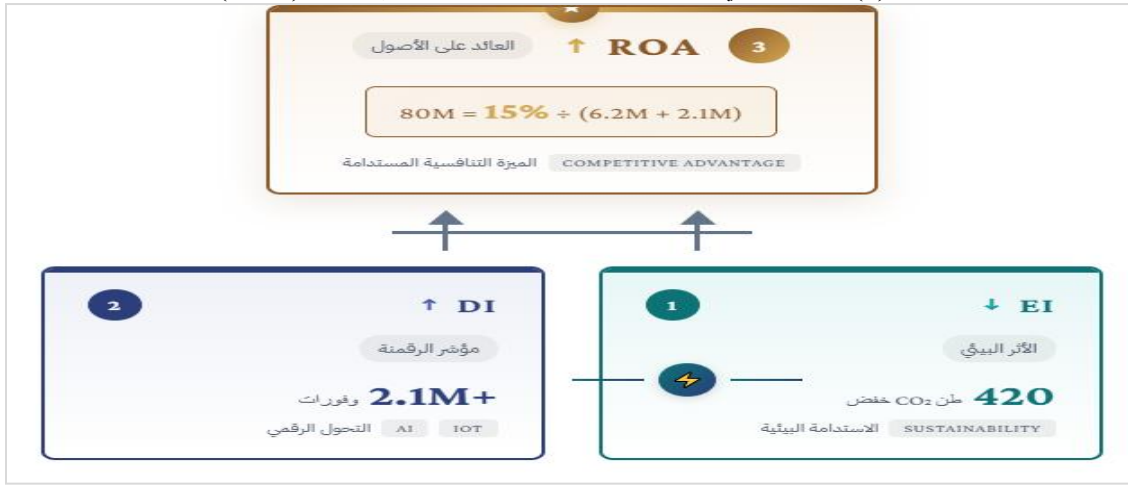 3 ROA ↑ العائد على الأصول
80M = 15% ÷ (6.2M + 2.1M)
COMPETITIVE ADVANTAGE الميزة التنافسية المستدامة
EI ↓ 1
الأثر البيئي
420 طن CO₂ خفض
SUSTAINABILITY الاستدامة البيئية
DI ↑ 2
مؤشر الرقمنة
2.1M+ وفورات
IOT AI التحول الرقمي